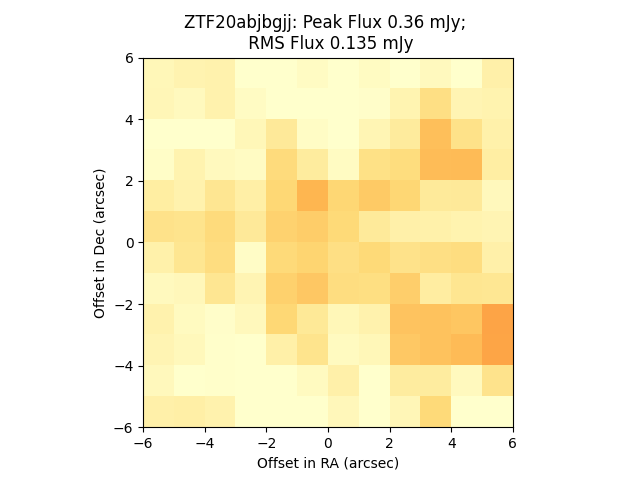 ZTF20abjbgjj: Peak Flux 0.36 mJy;
RMS Flux 0.135 mJy
6
4
2
0
−2
−4
−6
Offset in Dec (arcsec)
−6 −4 −2 0 2 4 6
Offset in RA (arcsec)